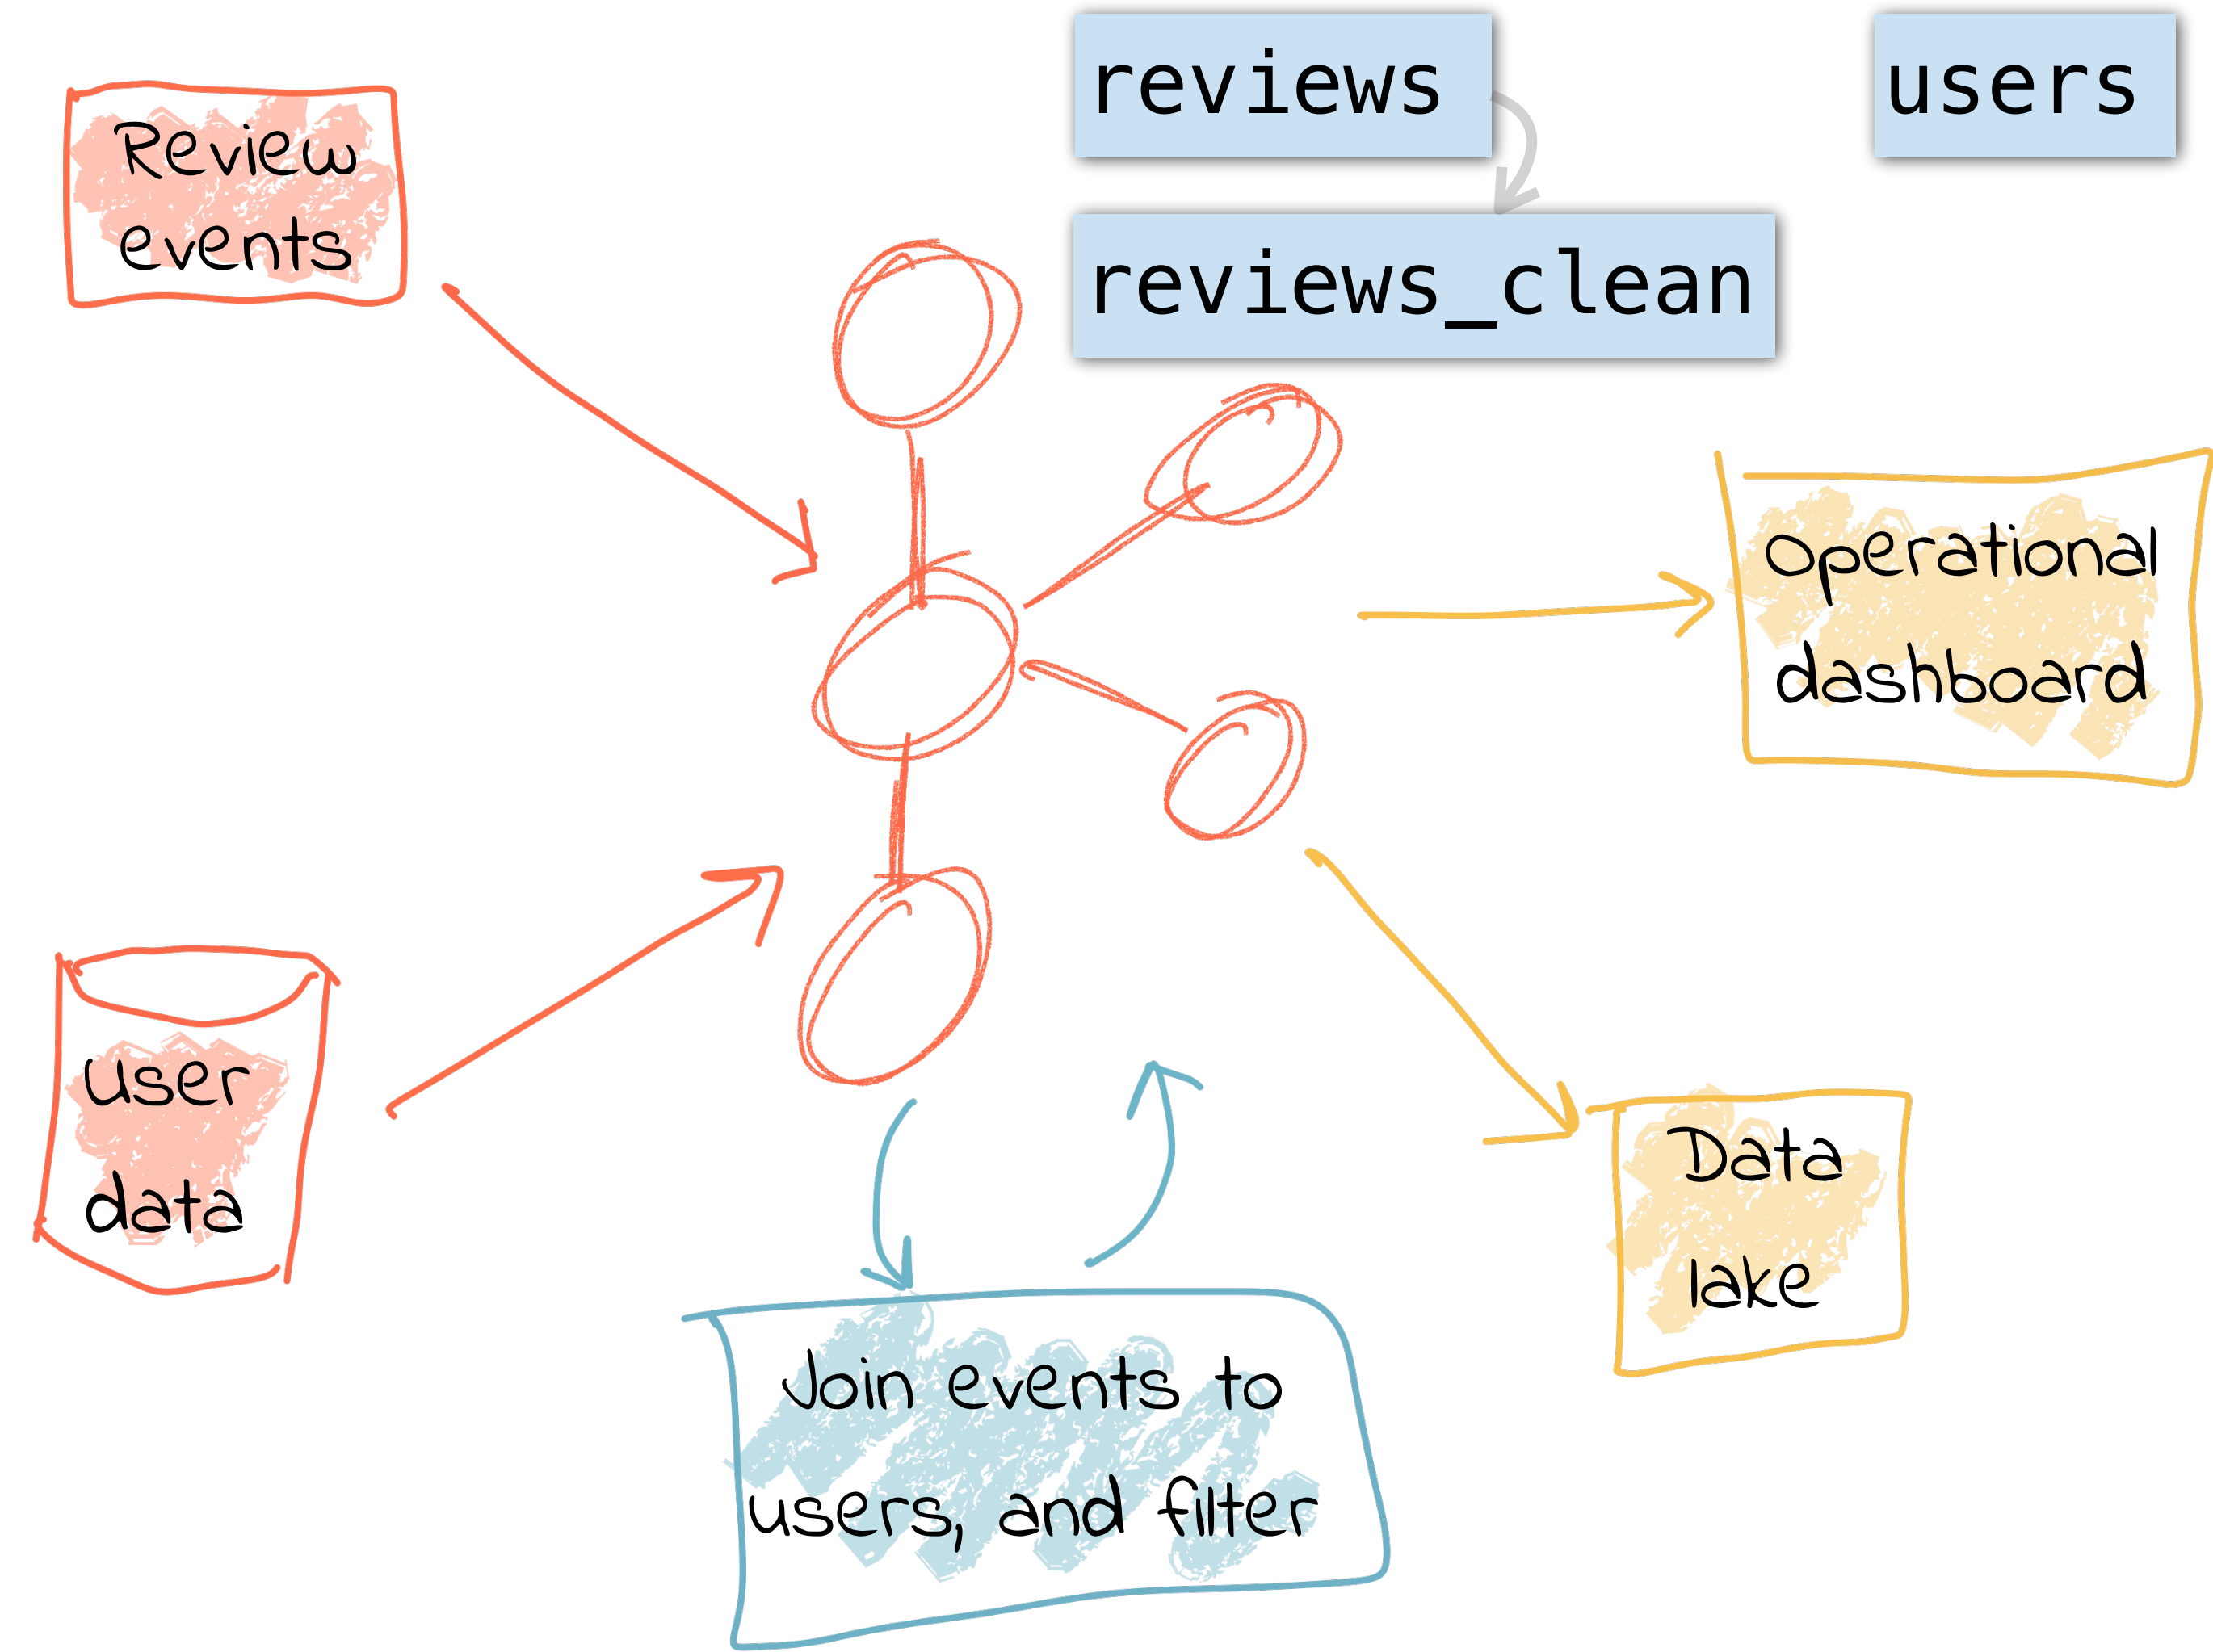 reviews
users
reviews_clean
Review
events
Operational
dashboard
User
data
Data
lake
Join events to
users, and filter